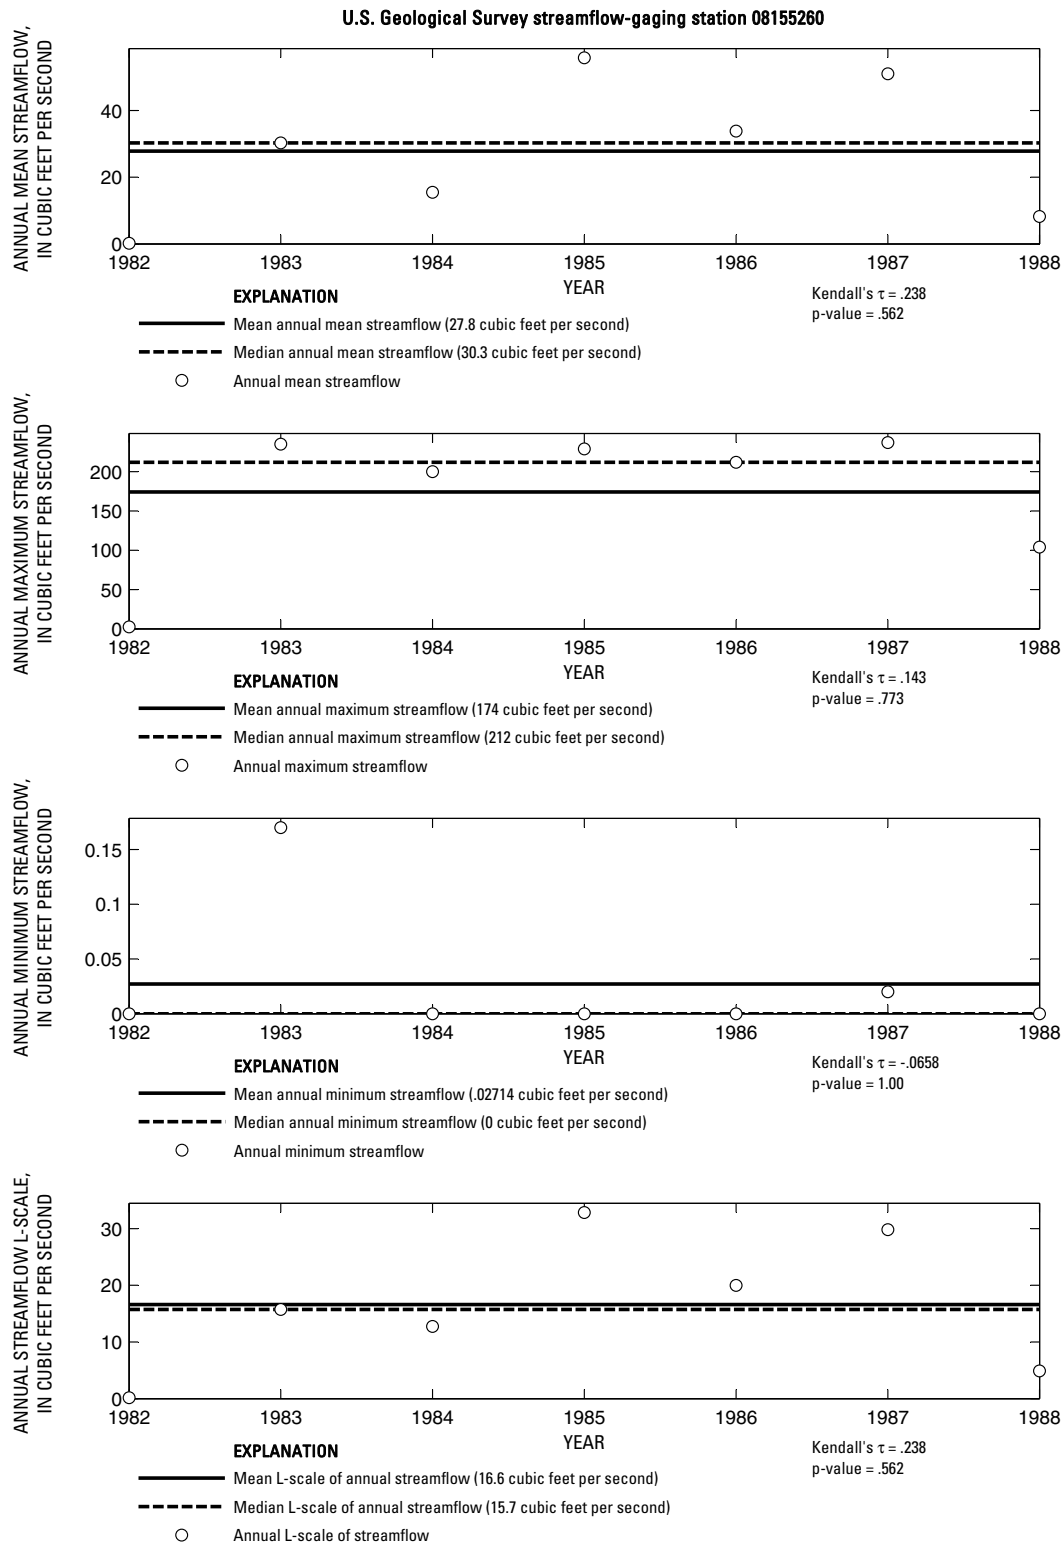 U.S. Geological Survey streamflow-gaging station 08155260
ANNUAL MEAN STREAMFLOW,
IN CUBIC FEET PER SECOND
40
20
0
1982 1983 1984 1985 1986 1987 1988
YEAR
Kendall's τ = .238
p-value = .562
EXPLANATION
Mean annual mean streamflow (27.8 cubic feet per second)
Median annual mean streamflow (30.3 cubic feet per second)
Annual mean streamflow
ANNUAL MAXIMUM STREAMFLOW,
IN CUBIC FEET PER SECOND
200
150
100
50
0
1982 1983 1984 1985 1986 1987 1988
YEAR
Kendall's τ = .143
p-value = .773
EXPLANATION
Mean annual maximum streamflow (174 cubic feet per second)
Median annual maximum streamflow (212 cubic feet per second)
Annual maximum streamflow
ANNUAL MINIMUM STREAMFLOW,
IN CUBIC FEET PER SECOND
0.15
0.1
0.05
0
1982 1983 1984 1985 1986 1987 1988
YEAR
Kendall's τ = -.0658
p-value = 1.00
EXPLANATION
Mean annual minimum streamflow (.02714 cubic feet per second)
Median annual minimum streamflow (0 cubic feet per second)
Annual minimum streamflow
ANNUAL STREAMFLOW L-SCALE,
IN CUBIC FEET PER SECOND
30
20
10
0
1982 1983 1984 1985 1986 1987 1988
YEAR
Kendall's τ = .238
p-value = .562
EXPLANATION
Mean L-scale of annual streamflow (16.6 cubic feet per second)
Median L-scale of annual streamflow (15.7 cubic feet per second)
Annual L-scale of streamflow